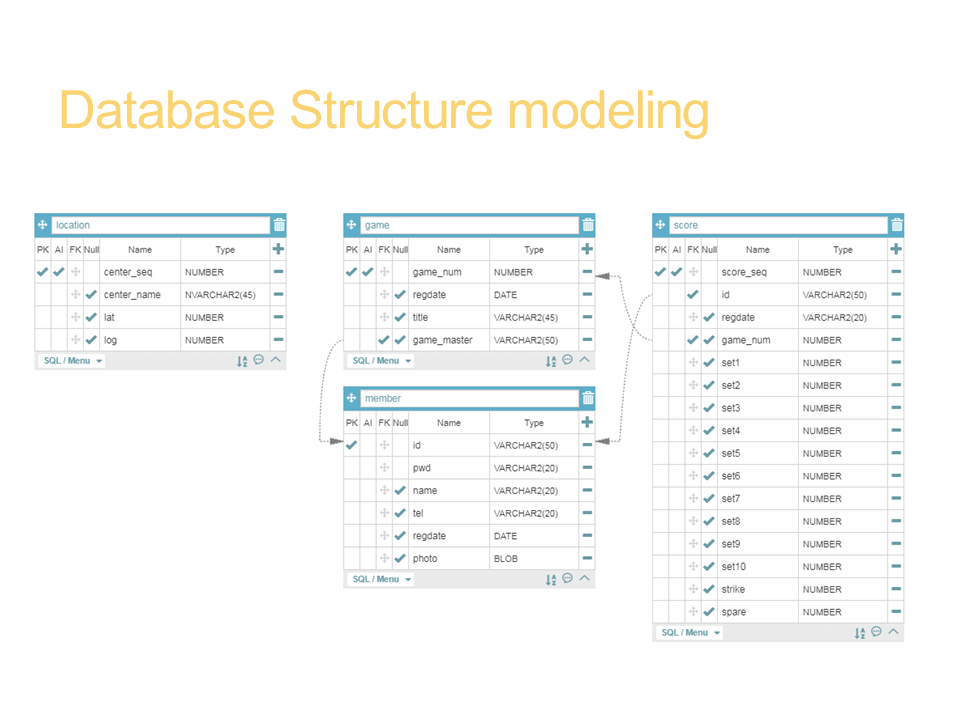 Database Structure modeling
location
PK AI FK Null Name Type
center_seq NUMBER
center_name NVARCHAR2(45)
lat NUMBER
log NUMBER
SQL / Menu
game
PK AI FK Null Name Type
game_num NUMBER
regdate DATE
title VARCHAR2(45)
game_master VARCHAR2(50)
SQL / Menu
member
PK AI FK Null Name Type
id VARCHAR2(50)
pwd VARCHAR2(20)
name VARCHAR2(20)
tel VARCHAR2(20)
regdate DATE
photo BLOB
SQL / Menu
score
PK AI FK Null Name Type
score_seq NUMBER
id VARCHAR2(50)
regdate VARCHAR2(20)
game_num NUMBER
set1 NUMBER
set2 NUMBER
set3 NUMBER
set4 NUMBER
set5 NUMBER
set6 NUMBER
set7 NUMBER
set8 NUMBER
set9 NUMBER
set10 NUMBER
strike NUMBER
spare NUMBER
SQL / Menu